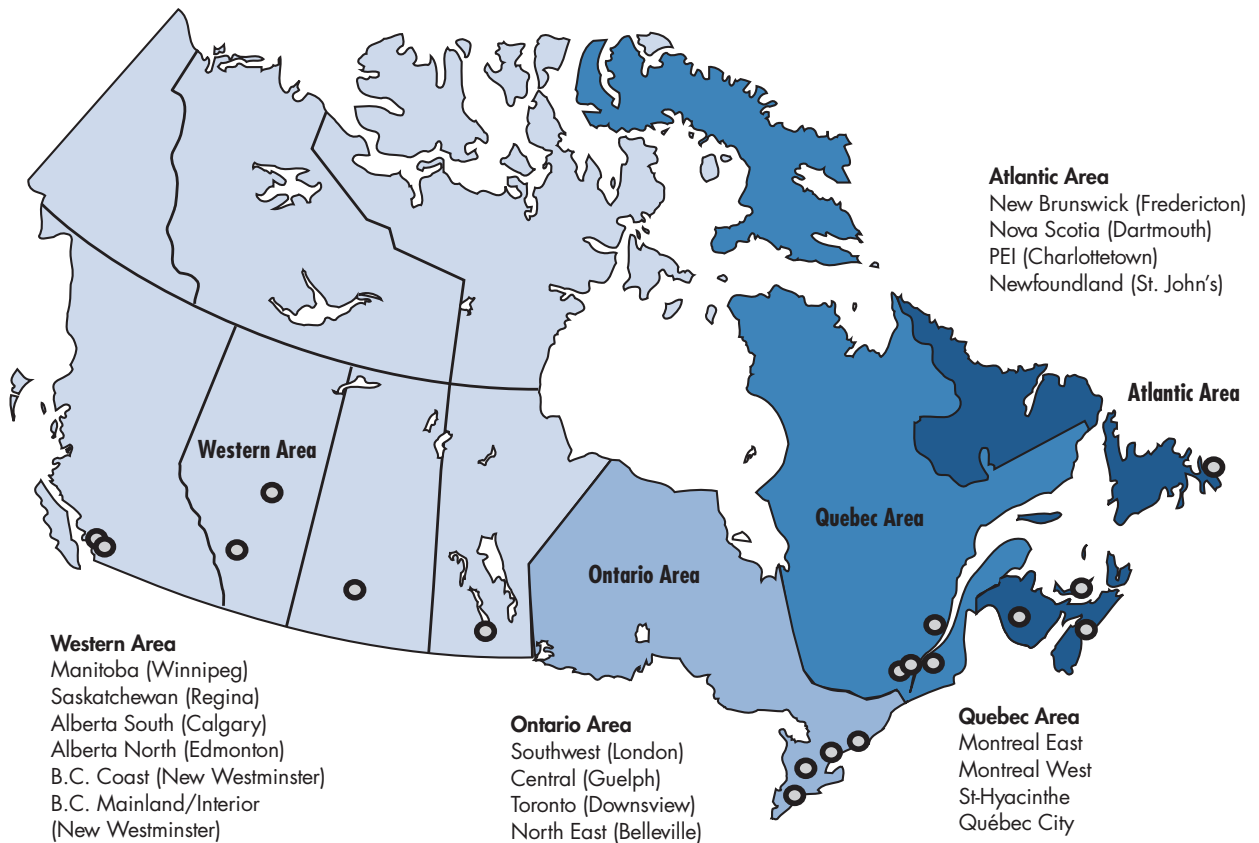 Atlantic Area
New Brunswick (Fredericton)
Nova Scotia (Dartmouth)
PEI (Charlottetown)
Newfoundland (St. John's)
Atlantic Area
Western Area
Quebec Area
Ontario Area
Western Area
Manitoba (Winnipeg)
Saskatchewan (Regina)
Alberta South (Calgary)
Alberta North (Edmonton)
B.C. Coast (New Westminster)
B.C. Mainland/Interior
(New Westminster)
Ontario Area
Southwest (London)
Central (Guelph)
Toronto (Downsview)
North East (Belleville)
Quebec Area
Montreal East
Montreal West
St-Hyacinthe
Québec City